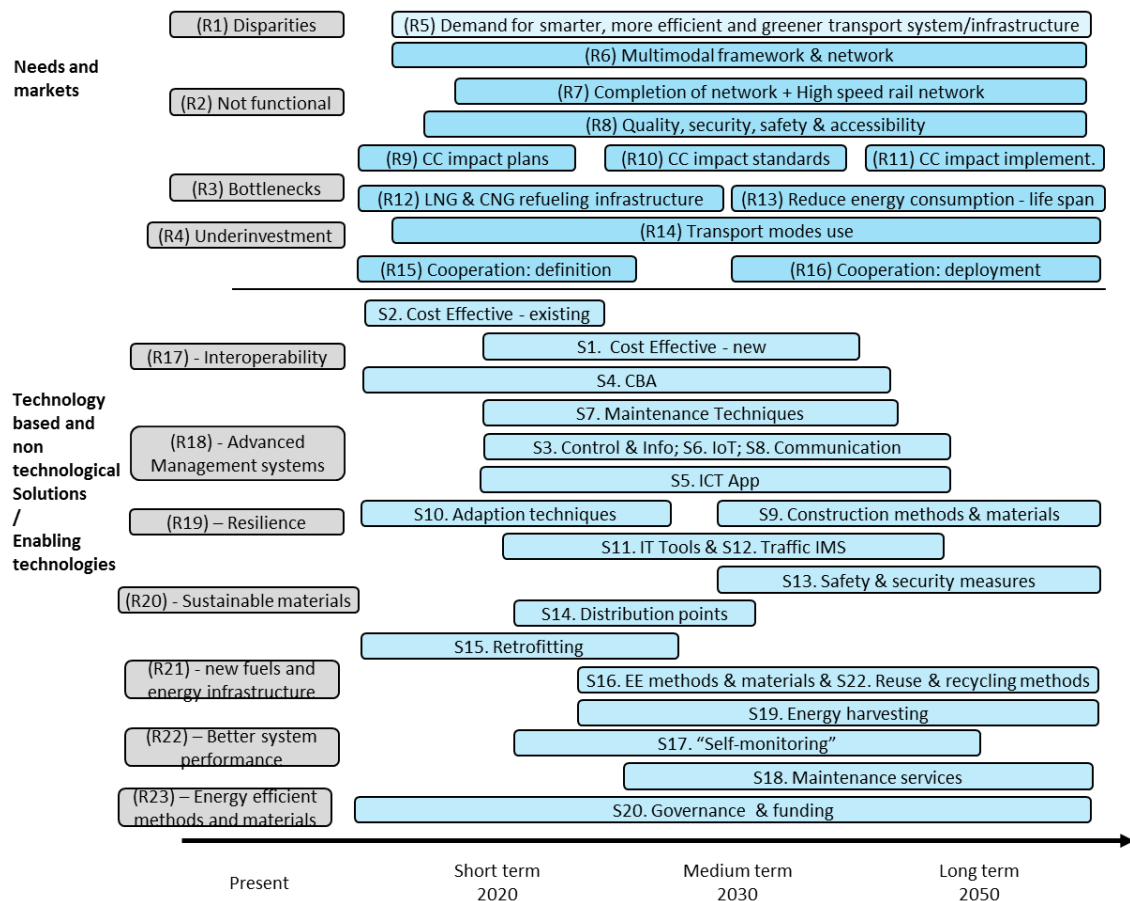 (R1) Disparities
(R5) Demand for smarter, more efficient and greener transport system/infrastructure
(R6) Multimodal framework & network
Needs and
markets
(R2) Not functional
(R7) Completion of network + High speed rail network
(R8) Quality, security, safety & accessibility
(R9) CC impact plans
(R10) CC impact standards
(R11) CC impact implement.
(R3) Bottlenecks
(R12) LNG & CNG refueling infrastructure
(R13) Reduce energy consumption - life span
(R4) Underinvestment
(R14) Transport modes use
(R15) Cooperation: definition
(R16) Cooperation: deployment
S2. Cost Effective - existing
(R17) - Interoperability
S1. Cost Effective - new
S4. CBA
Technology
based and
non
technological
Solutions
/
Enabling
technologies
S7. Maintenance Techniques
(R18) - Advanced
Management systems
S3. Control & Info; S6. IoT; S8. Communication
S5. ICT App
(R19) – Resilience
S10. Adaption techniques
S9. Construction methods & materials
S11. IT Tools & S12. Traffic IMS
S13. Safety & security measures
(R20) - Sustainable materials
S14. Distribution points
S15. Retrofitting
(R21) - new fuels and
energy infrastructure
S16. EE methods & materials & S22. Reuse & recycling methods
S19. Energy harvesting
(R22) – Better system
performance
S17. “Self-monitoring”
S18. Maintenance services
(R23) – Energy efficient
methods and materials
S20. Governance & funding
Present
Short term
2020
Medium term
2030
Long term
2050